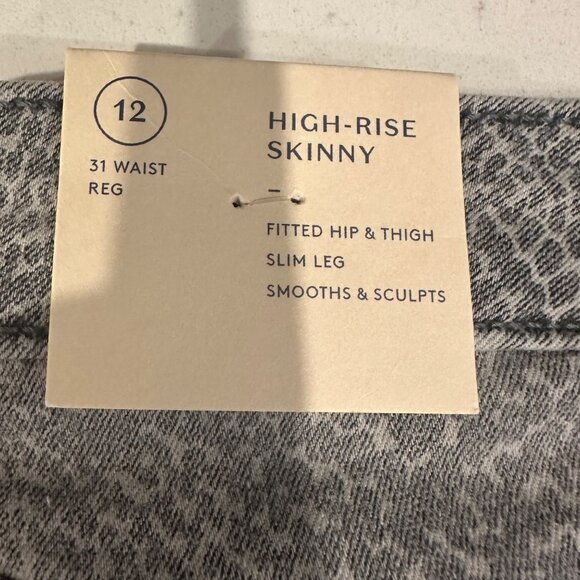 12
31 WAIST
REG
HIGH-RISE
SKINNY
–
FITTED HIP & THIGH
SLIM LEG
SMOOTHS & SCULPTS